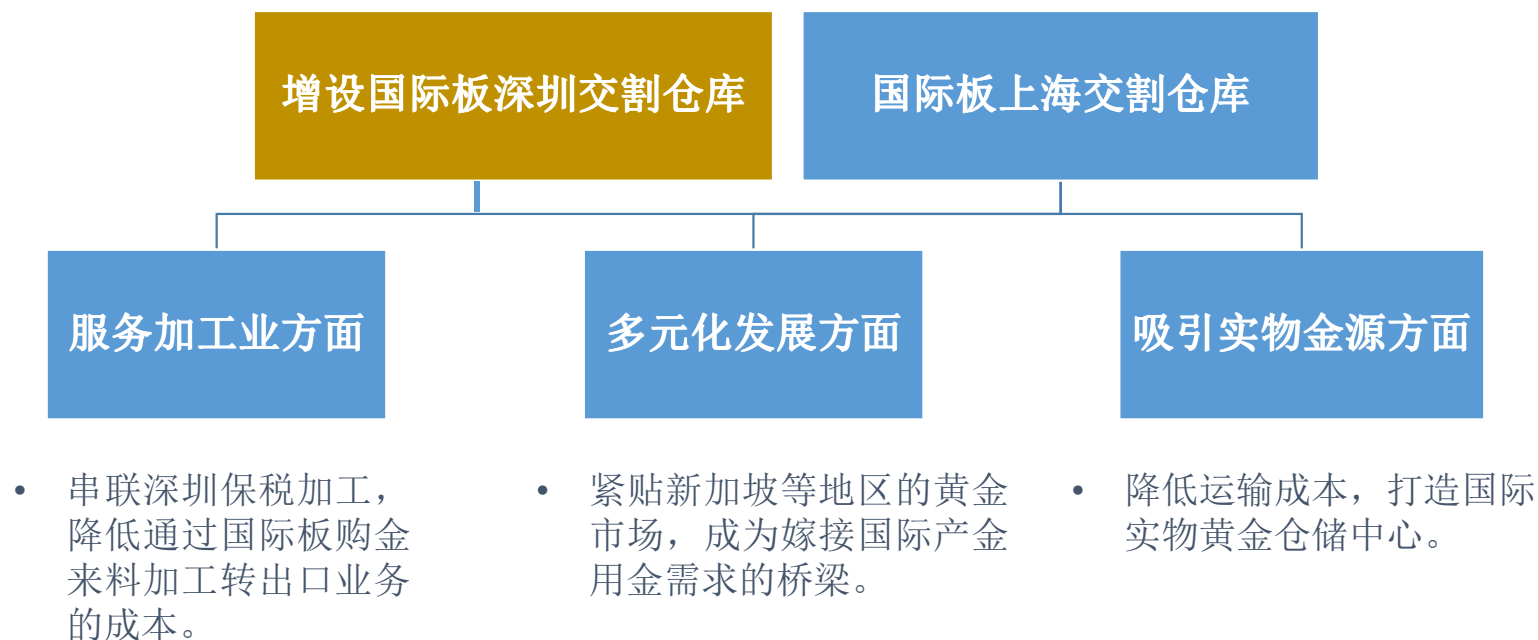 增设国际板深圳交割仓库
国际板上海交割仓库
服务加工业方面
多元化发展方面
吸引实物金源方面
• 串联深圳保税加工，
降低通过国际板购金
来料加工转出口业务
的成本。
• 紧贴新加坡等地区的黄金
市场，成为嫁接国际产金
用金需求的桥梁。
• 降低运输成本，打造国际
实物黄金仓储中心。